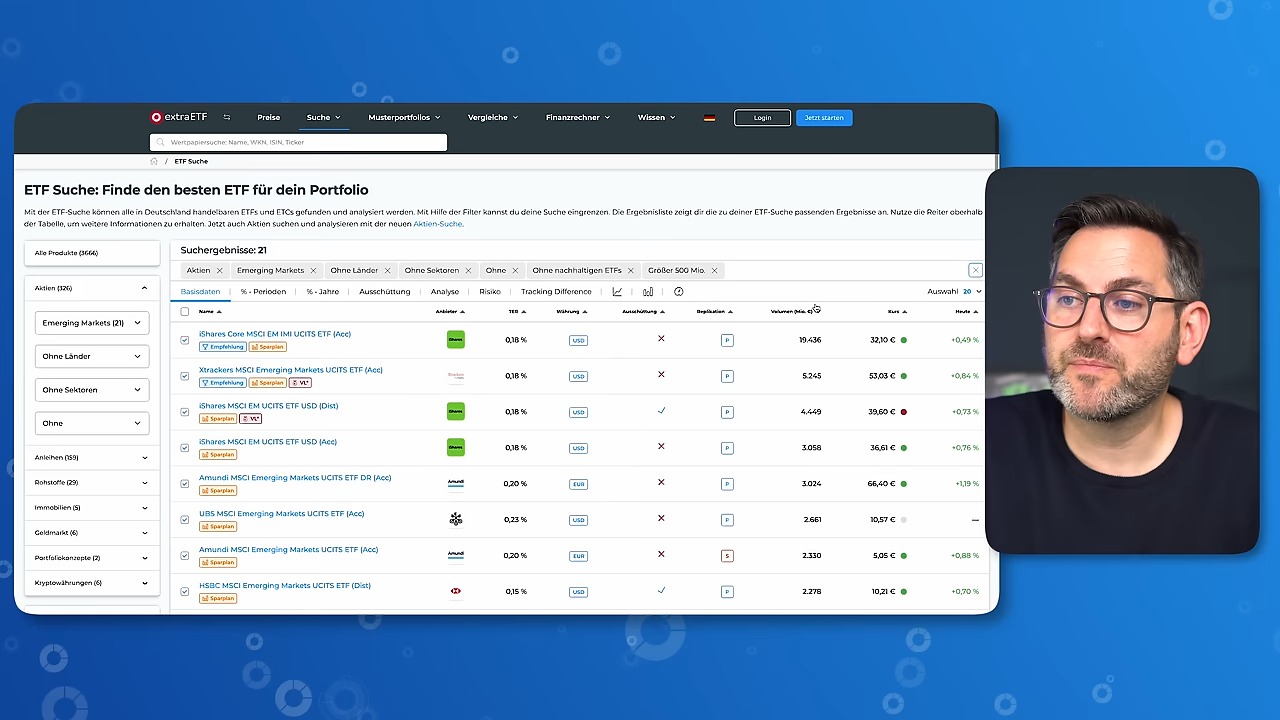 extraETF
Preise
Suche
Musterportfolios
Vergleiche
Finanzrechner
Wissen
Login
Jetzt starten
Wertpapiersuche: Name, WKN, ISIN, Ticker
/ ETF Suche
ETF Suche: Finde den besten ETF für dein Portfolio
Mit der ETF-Suche können alle in Deutschland handelbaren ETFs und ETCs gefunden und analysiert werden. Mit Hilfe der Filter kannst du deine Suche eingrenzen. Die Ergebnisliste zeigt dir die zu deiner ETF-Suche passenden Ergebnisse an. Nutze die Reiter oberhalb
der Tabelle, um weitere Informationen zu erhalten. Jetzt auch Aktien suchen und analysieren mit der neuen Aktien-Suche.
Alle Produkte (3666)
Aktien (326)
Emerging Markets (21)
Ohne Länder
Ohne Sektoren
Ohne
Anleihen (159)
Rohstoffe (29)
Immobilien (5)
Geldmarkt (6)
Portfoliokonzepte (2)
Kryptowährungen (6)
Suchergebnisse: 21
Aktien Emerging Markets Ohne Länder Ohne Sektoren Ohne Ohne nachhaltigen ETFs Größer 500 Mio.
Basisdaten % - Perioden % - Jahre Ausschüttung Analyse Risiko Tracking Difference Auswahl 20
Name Anbieter TER Währung Ausschüttung Replikation Volumen (Mio. €) Kurs Heute
iShares Core MSCI EM IMI UCITS ETF (Acc) iShares 0,18 % USD P 19.436 32,10 € +0,49 %
Empfehlung Sparplan
Xtrackers MSCI Emerging Markets UCITS ETF (Acc) 0,18 % USD P 5.245 53,03 € +0,84 %
Empfehlung Sparplan VL*
iShares MSCI EM UCITS ETF USD (Dist) iShares 0,18 % USD P 4.449 39,60 € +0,73 %
Sparplan VL*
iShares MSCI EM UCITS ETF USD (Acc) iShares 0,18 % USD P 3.058 36,61 € +0,76 %
Sparplan
Amundi MSCI Emerging Markets UCITS ETF DR (Acc) Amundi 0,20 % EUR P 3.024 66,40 € +1,19 %
Sparplan
UBS MSCI Emerging Markets UCITS ETF (Acc) 0,23 % USD P 2.661 10,57 € —
Sparplan
Amundi MSCI Emerging Markets UCITS ETF (Acc) Amundi 0,20 % EUR S 2.330 5,05 € +0,88 %
Sparplan
HSBC MSCI Emerging Markets UCITS ETF (Dist) 0,15 % USD P 2.278 10,21 € +0,70 %
Sparplan